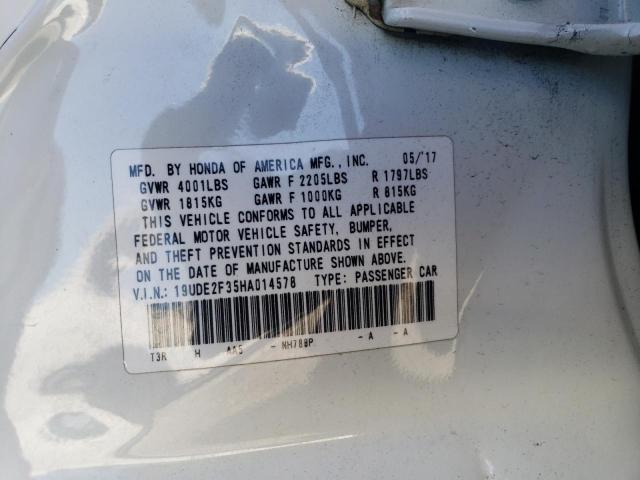 MFD. BY HONDA OF AMERICA MFG., INC. 05/'17
GVWR 4001LBS GAWR F 2205LBS R 1797LBS
GVWR 1815KG GAWR F 1000KG R 815KG
THIS VEHICLE CONFORMS TO ALL APPLICABLE
FEDERAL MOTOR VEHICLE SAFETY, BUMPER,
AND THEFT PREVENTION STANDARDS IN EFFECT
ON THE DATE OF MANUFACTURE SHOWN ABOVE.
V.I.N.: 19UDE2F35HA014578 TYPE: PASSENGER CAR
T3R H AA5 - NH788P - A - A